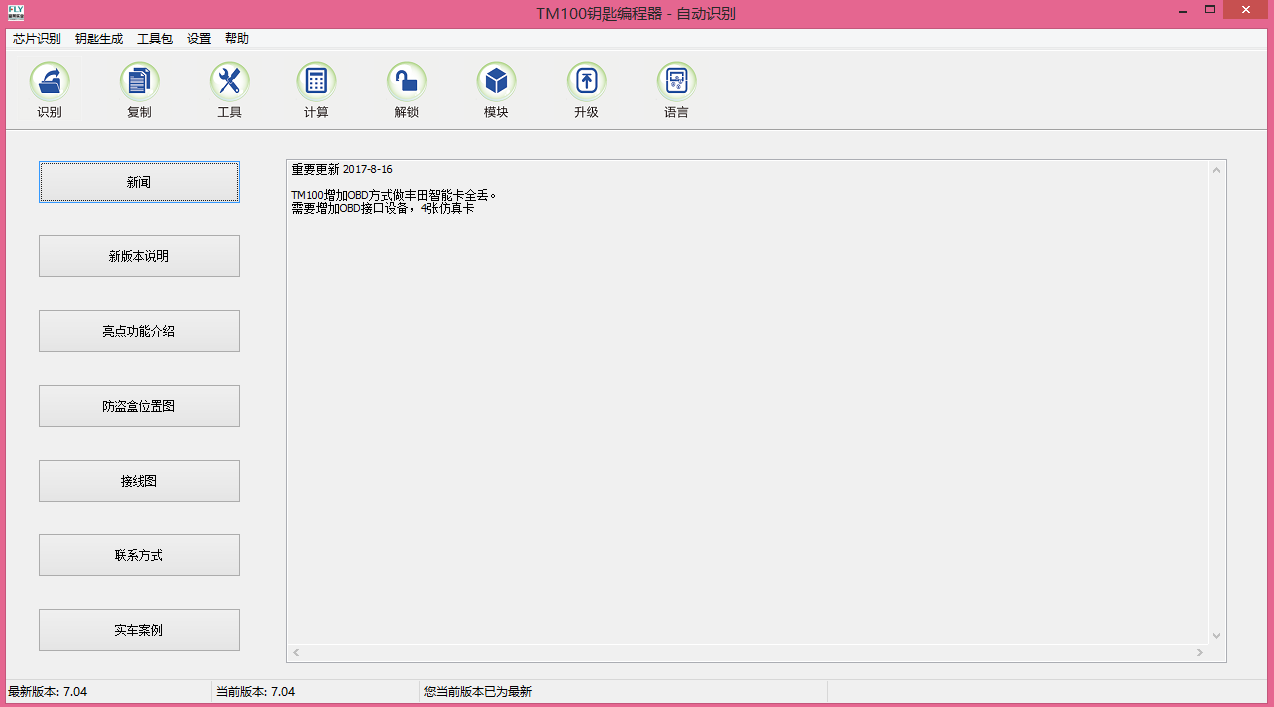 TM100钥匙编程器 - 自动识别
FLY
芯片识别 钥匙生成 工具包 设置 帮助
识别 复制 工具 计算 解锁 模块 升级 语言
新闻
新版本说明
亮点功能介绍
防盗盒位置图
接线图
联系方式
实车案例
重要更新 2017-8-16
TM100增加OBD方式做丰田智能卡全丢。
需要增加OBD接口设备，4张仿真卡
最新版本: 7.04 当前版本: 7.04 您当前版本已为最新